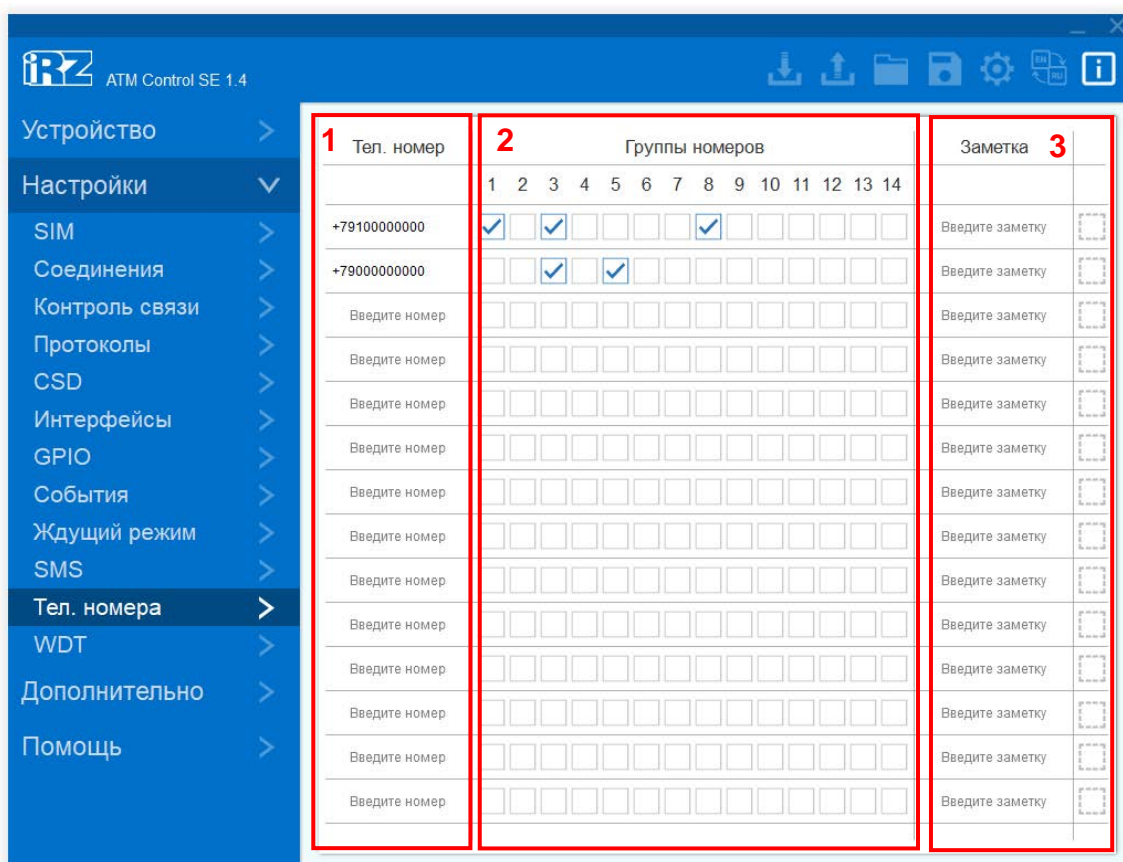 iRZ ATM Control SE 1.4
EN RU
Устройство
Настройки
SIM
Соединения
Контроль связи
Протоколы
CSD
Интерфейсы
GPIO
События
Ждущий режим
SMS
Тел. номера
WDT
Дополнительно
Помощь
1 Тел. номер 2 Группы номеров Заметка 3
1 2 3 4 5 6 7 8 9 10 11 12 13 14
+79100000000 Введите заметку
+79000000000 Введите заметку
Введите номер Введите заметку
Введите номер Введите заметку
Введите номер Введите заметку
Введите номер Введите заметку
Введите номер Введите заметку
Введите номер Введите заметку
Введите номер Введите заметку
Введите номер Введите заметку
Введите номер Введите заметку
Введите номер Введите заметку
Введите номер Введите заметку
Введите номер Введите заметку